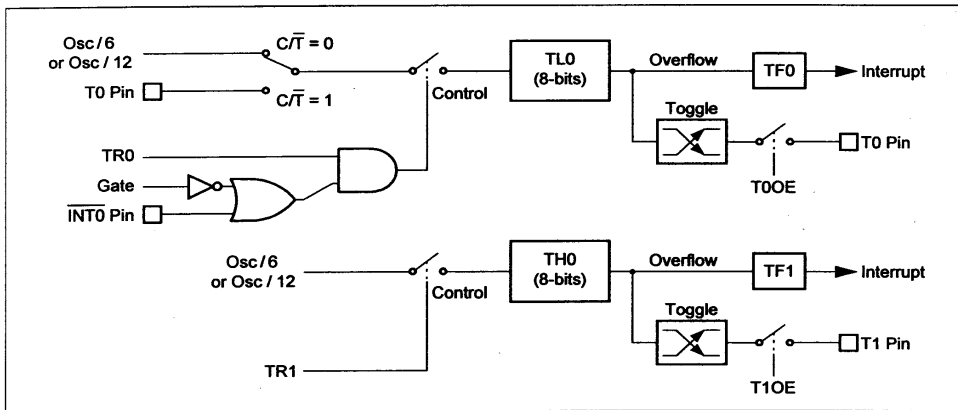 Osc / 6
or Osc / 12
C/T̅ = 0
T0 Pin
C/T̅ = 1
Control
TL0
(8-bits)
Overflow
TF0
Interrupt
Toggle
T0 Pin
T0OE
TR0
Gate
I̅N̅T̅0̅ Pin
Osc / 6
or Osc / 12
Control
TR1
TH0
(8-bits)
Overflow
TF1
Interrupt
Toggle
T1 Pin
T1OE